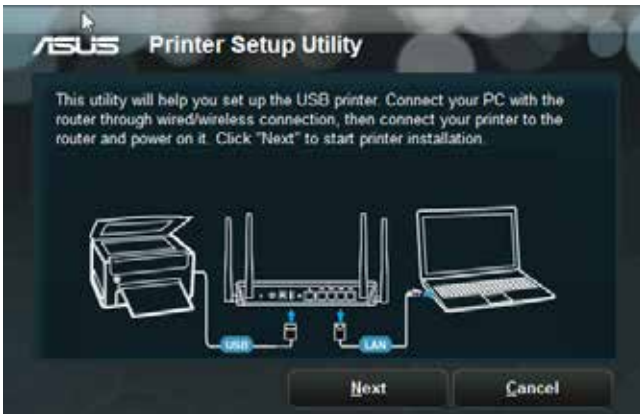 ASUS Printer Setup Utility
This utility will help you set up the USB printer. Connect your PC with the
router through wired/wireless connection, then connect your printer to the
router and power on it. Click "Next" to start printer installation.
USB
LAN
Next
Cancel